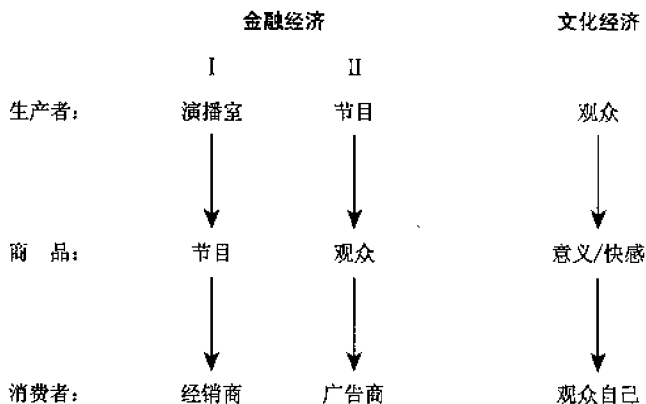 金融经济 文化经济
I II
生产者： 演播室 节目 观众
商 品： 节目 观众 意义/快感
消费者： 经销商 广告商 观众自己